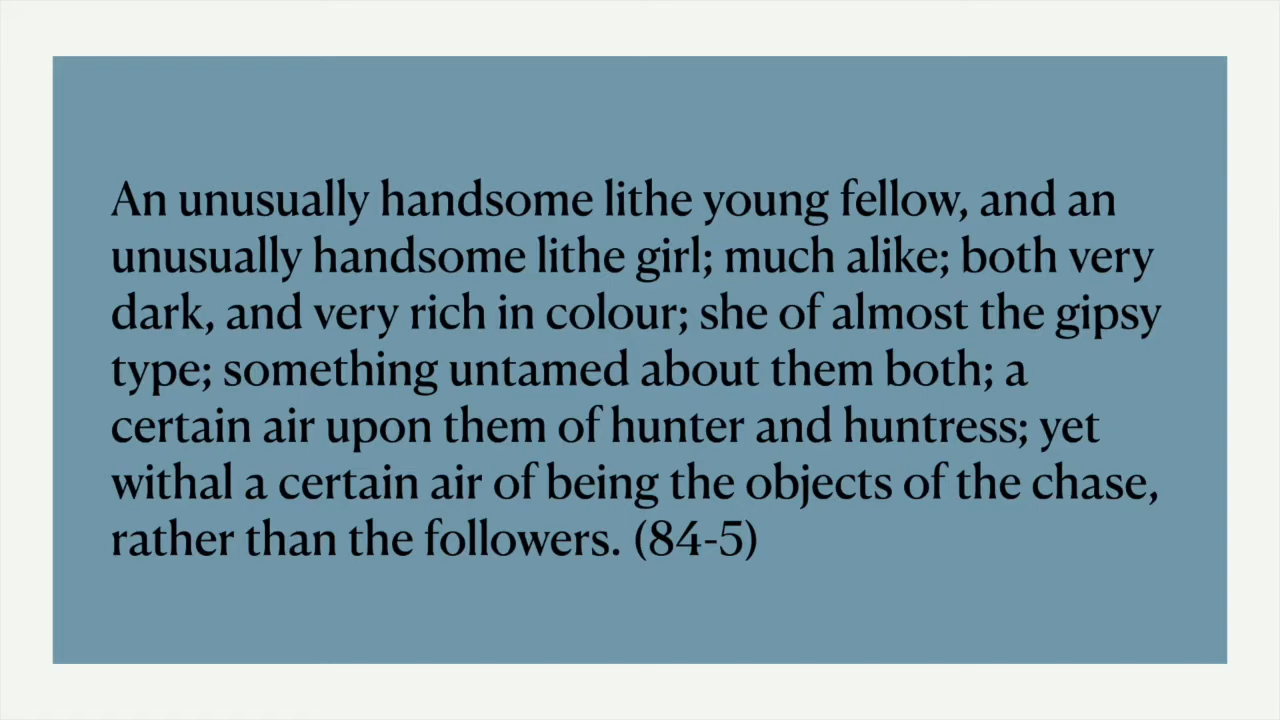 An unusually handsome lithe young fellow, and an
unusually handsome lithe girl; much alike; both very
dark, and very rich in colour; she of almost the gipsy
type; something untamed about them both; a
certain air upon them of hunter and huntress; yet
withal a certain air of being the objects of the chase,
rather than the followers. (84-5)